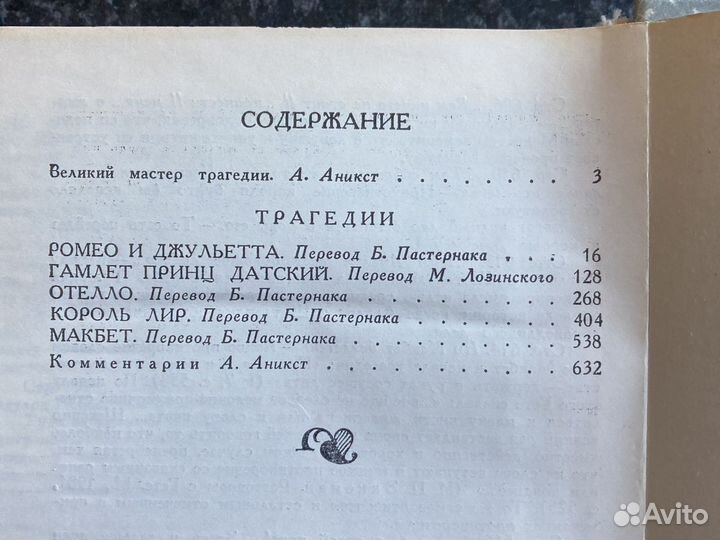 СОДЕРЖАНИЕ
Великий мастер трагедии. А. Аникст . . . . . . . . 3
ТРАГЕДИИ
РОМЕО И ДЖУЛЬЕТТА. Перевод Б. Пастернака . . . 16
ГАМЛЕТ ПРИНЦ ДАТСКИЙ. Перевод М. Лозинского 128
ОТЕЛЛО. Перевод Б. Пастернака . . . . . . . . . . 268
КОРОЛЬ ЛИР. Перевод Б. Пастернака . . . . . . . . 404
МАКБЕТ. Перевод Б. Пастернака . . . . . . . . . . . 538
Комментарии А. Аникст . . . . . . . . . . . 632
Avito